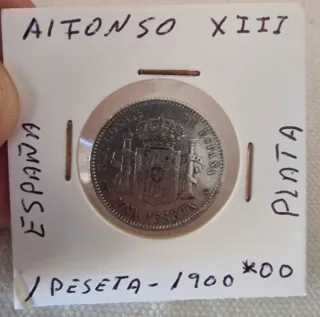 ALFONSO XIII
ESPAÑA
PLATA
UNA PESETA
1 PESETA - 1900 *00